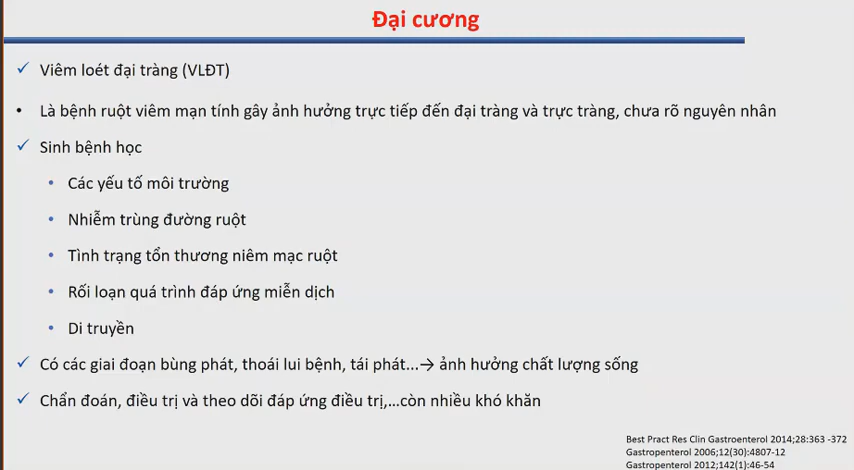 Đại cương
✓ Viêm loét đại tràng (VLĐT)
• Là bệnh ruột viêm mạn tính gây ảnh hưởng trực tiếp đến đại tràng và trực tràng, chưa rõ nguyên nhân
✓ Sinh bệnh học
• Các yếu tố môi trường
• Nhiễm trùng đường ruột
• Tình trạng tổn thương niêm mạc ruột
• Rối loạn quá trình đáp ứng miễn dịch
• Di truyền
✓ Có các giai đoạn bùng phát, thoái lui bệnh, tái phát...→ ảnh hưởng chất lượng sống
✓ Chẩn đoán, điều trị và theo dõi đáp ứng điều trị,...còn nhiều khó khăn
Best Pract Res Clin Gastroenterol 2014;28:363 -372
Gastropenterol 2006;12(30):4807-12
Gastropenterol 2012;142(1):46-54